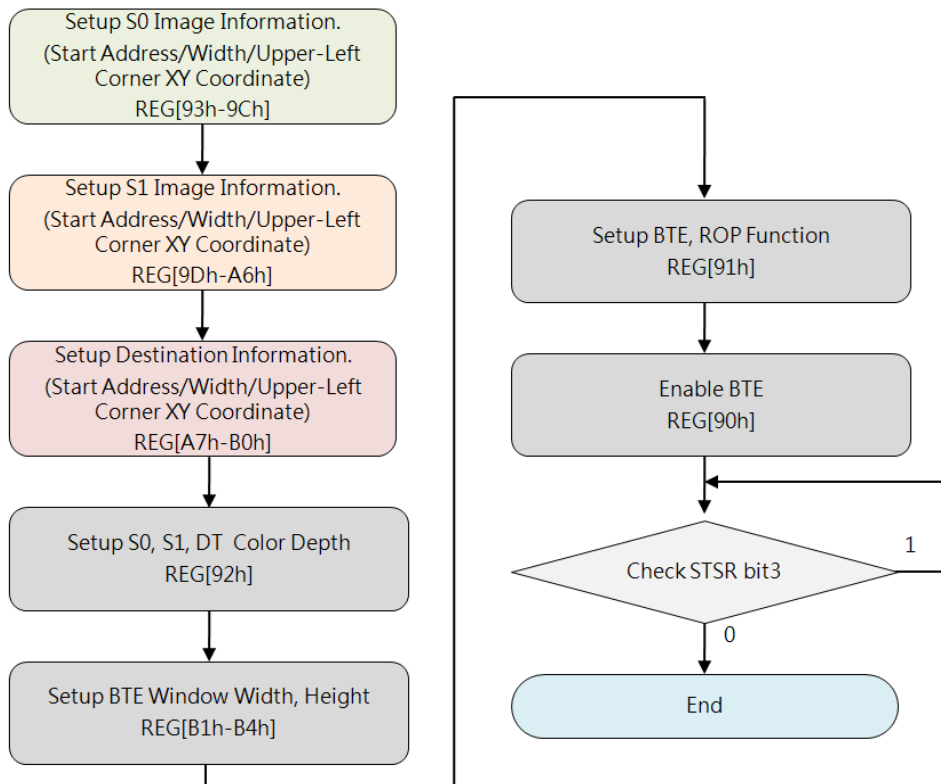 Setup S0 Image Information.
(Start Address/Width/Upper-Left
Corner XY Coordinate)
REG[93h-9Ch]
Setup S1 Image Information.
(Start Address/Width/Upper-Left
Corner XY Coordinate)
REG[9Dh-A6h]
Setup Destination Information.
(Start Address/Width/Upper-Left
Corner XY Coordinate)
REG[A7h-B0h]
Setup S0, S1, DT Color Depth
REG[92h]
Setup BTE Window Width, Height
REG[B1h-B4h]
Setup BTE, ROP Function
REG[91h]
Enable BTE
REG[90h]
Check STSR bit3
1
0
End